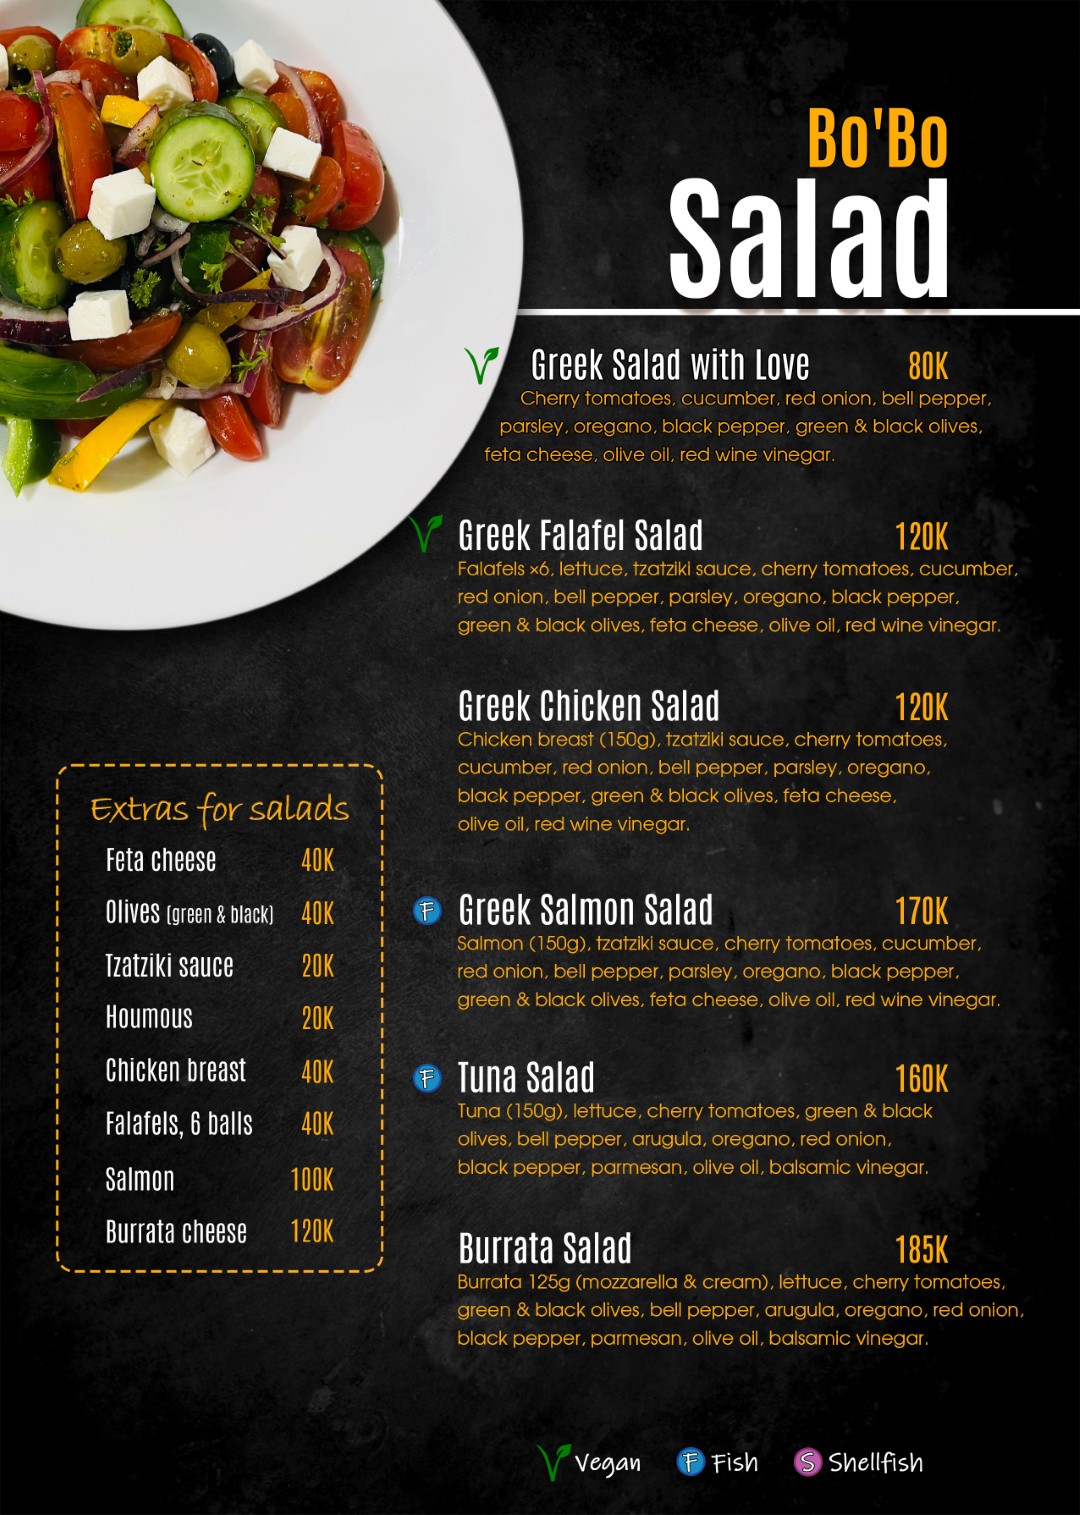 Bo'Bo
Salad
Greek Salad with Love 80K
Cherry tomatoes, cucumber, red onion, bell pepper,
parsley, oregano, black pepper, green & black olives,
feta cheese, olive oil, red wine vinegar.
Greek Falafel Salad 120K
Falafels ×6, lettuce, tzatziki sauce, cherry tomatoes, cucumber,
red onion, bell pepper, parsley, oregano, black pepper,
green & black olives, feta cheese, olive oil, red wine vinegar.
Greek Chicken Salad 120K
Chicken breast (150g), tzatziki sauce, cherry tomatoes,
cucumber, red onion, bell pepper, parsley, oregano,
black pepper, green & black olives, feta cheese,
olive oil, red wine vinegar.
F Greek Salmon Salad 170K
Salmon (150g), tzatziki sauce, cherry tomatoes, cucumber,
red onion, bell pepper, parsley, oregano, black pepper,
green & black olives, feta cheese, olive oil, red wine vinegar.
F Tuna Salad 160K
Tuna (150g), lettuce, cherry tomatoes, green & black
olives, bell pepper, arugula, oregano, red onion,
black pepper, parmesan, olive oil, balsamic vinegar.
Burrata Salad 185K
Burrata 125g (mozzarella & cream), lettuce, cherry tomatoes,
green & black olives, bell pepper, arugula, oregano, red onion,
black pepper, parmesan, olive oil, balsamic vinegar.
Extras for salads
Feta cheese 40K
Olives (green & black) 40K
Tzatziki sauce 20K
Houmous 20K
Chicken breast 40K
Falafels, 6 balls 40K
Salmon 100K
Burrata cheese 120K
Vegan F Fish S Shellfish